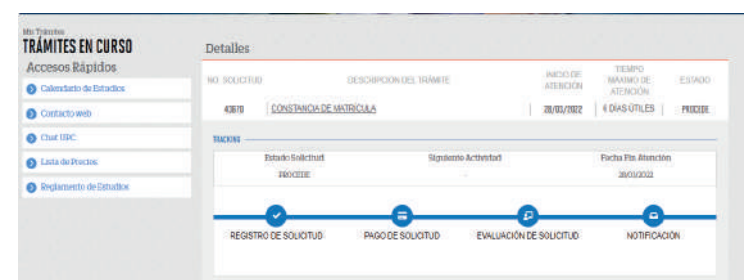 Mis Trámites
TRÁMITES EN CURSO
Accesos Rápidos
Calendario de Estudios
Contacto web
Chat UPC
Lista de Precios
Reglamento de Estudios
Detalles
NO. SOLICITUD DESCRIPCIÓN DEL TRÁMITE INICIO DE ATENCIÓN TIEMPO MÁXIMO DE ATENCIÓN ESTADO
43670 CONSTANCIA DE MATRÍCULA 28/03/2022 4 DÍAS ÚTILES PROCEDE
TRACKING
Estado Solicitud Siguiente Actividad Fecha Fin Atención
PROCEDE - 28/03/2022
REGISTRO DE SOLICITUD PAGO DE SOLICITUD EVALUACIÓN DE SOLICITUD NOTIFICACIÓN